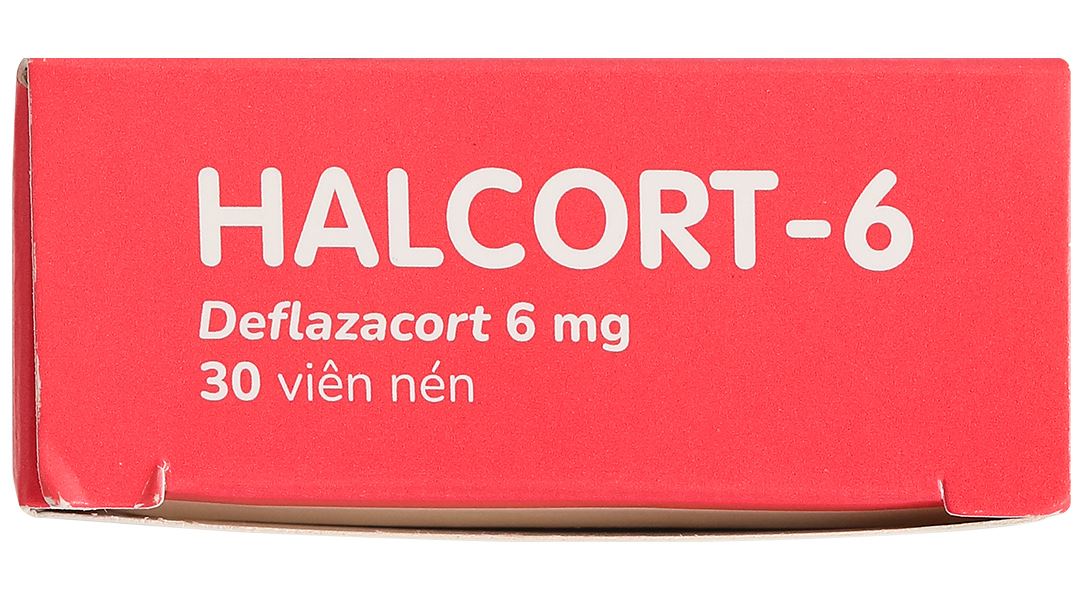 HALCORT-6
Deflazacort 6 mg
30 viên nén